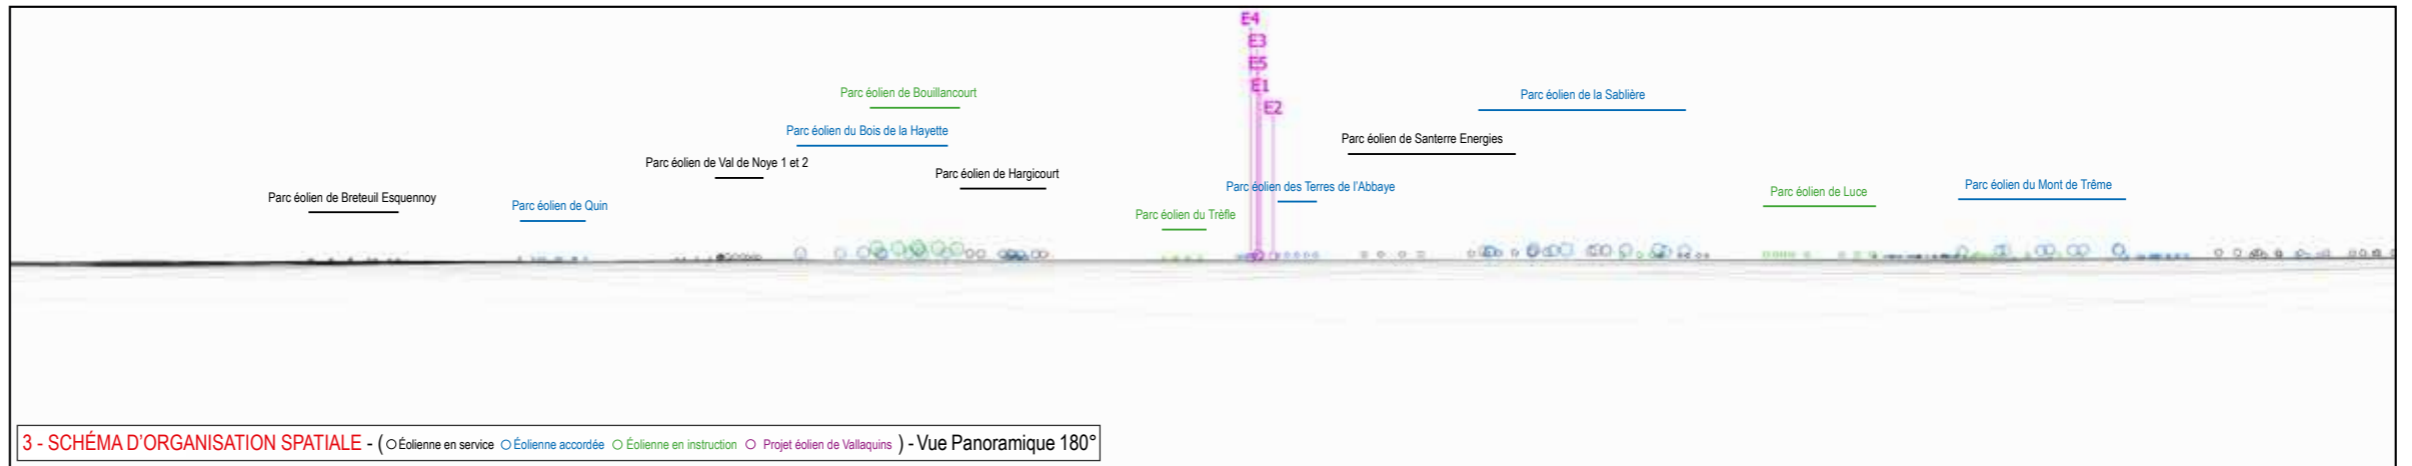 E4
E3
E5
E1
E2
Parc éolien de Bouillancourt
Parc éolien de la Sablière
Parc éolien du Bois de la Hayette
Parc éolien de Santerre Energies
Parc éolien de Val de Noye 1 et 2
Parc éolien de Hargicourt
Parc éolien des Terres de l'Abbaye
Parc éolien du Mont de Trême
Parc éolien de Luce
Parc éolien de Breteuil Esquennoy
Parc éolien de Quin
Parc éolien du Trèfle
3 - SCHÉMA D'ORGANISATION SPATIALE - ( Éolienne en service Éolienne accordée Éolienne en instruction Projet éolien de Vallaquins ) - Vue Panoramique 180°